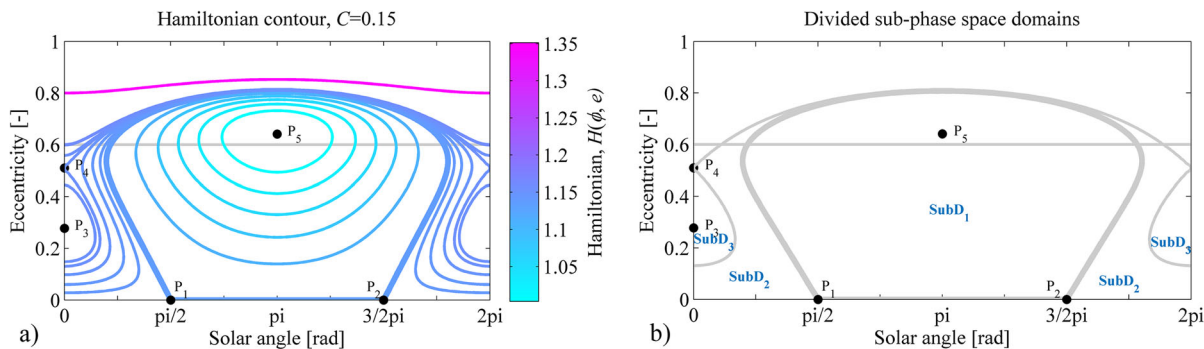 Hamiltonian contour, C=0.15
1
0.8
0.6
0.4
0.2
0
Eccentricity [-]
P5
P4
P3
P1
P2
0
pi/2
pi
3/2pi
2pi
Solar angle [rad]
a)
1.35
1.30
1.25
1.20
1.15
1.10
1.05
Hamiltonian, H(ϕ, e)
Divided sub-phase space domains
1
0.8
0.6
0.4
0.2
0
Eccentricity [-]
P5
P4
P3
SubD1
SubD3
SubD3
SubD2
SubD2
P1
P2
0
pi/2
pi
3/2pi
2pi
Solar angle [rad]
b)